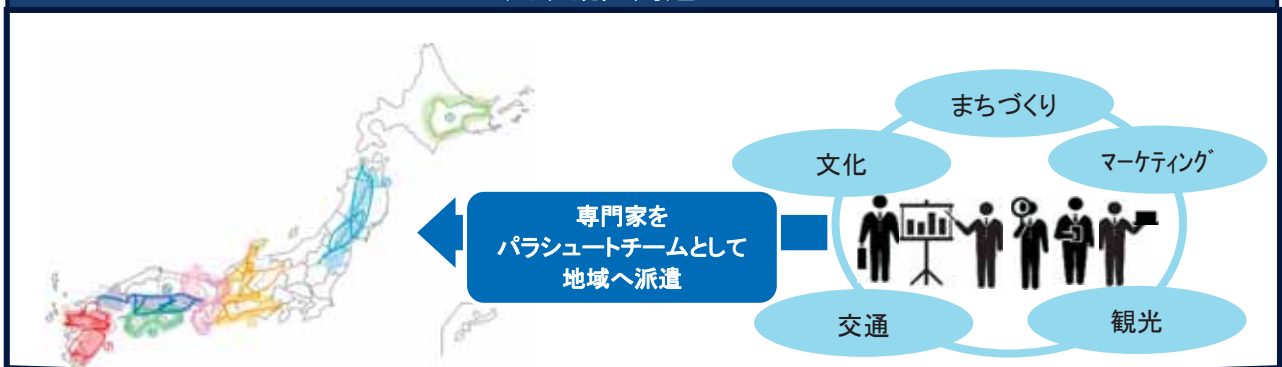 まちづくり
文化
マーケティング
専門家を
パラシュートチームとして
地域へ派遣
交通
観光